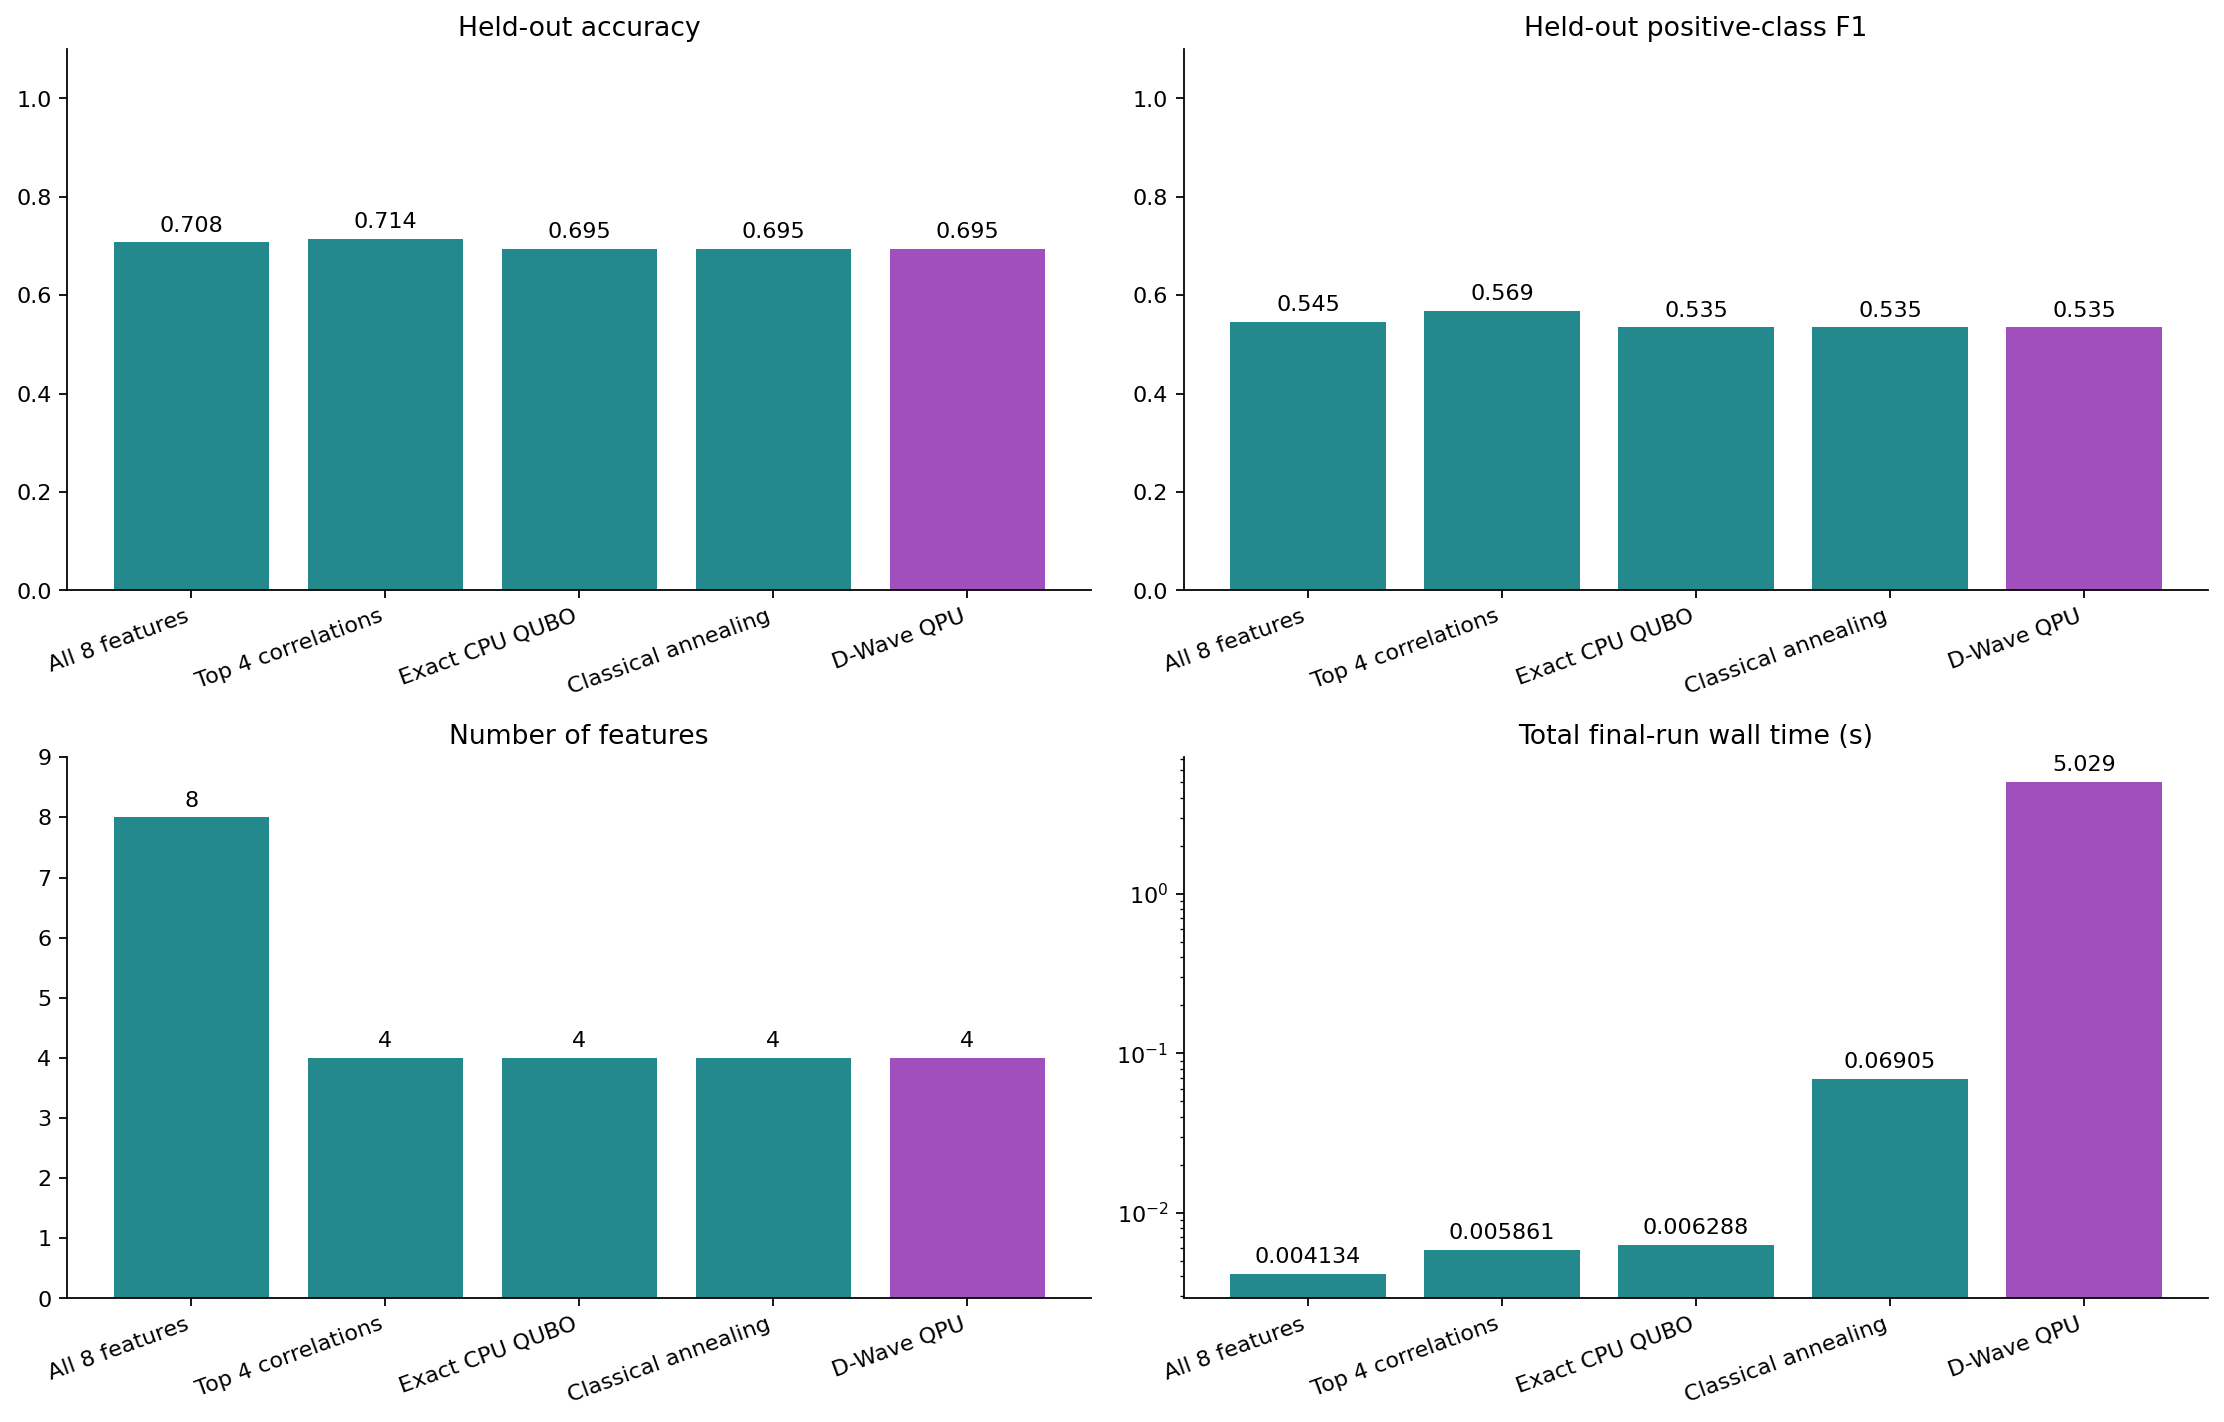 Held-out accuracy
1.0
0.8
0.6
0.4
0.2
0.0
0.708
0.714
0.695
0.695
0.695
All 8 features
Top 4 correlations
Exact CPU QUBO
Classical annealing
D-Wave QPU
Held-out positive-class F1
1.0
0.8
0.6
0.4
0.2
0.0
0.545
0.569
0.535
0.535
0.535
All 8 features
Top 4 correlations
Exact CPU QUBO
Classical annealing
D-Wave QPU
Number of features
9
8
7
6
5
4
3
2
1
0
8
4
4
4
4
All 8 features
Top 4 correlations
Exact CPU QUBO
Classical annealing
D-Wave QPU
Total final-run wall time (s)
10⁰
10⁻¹
10⁻²
0.004134
0.005861
0.006288
0.06905
5.029
All 8 features
Top 4 correlations
Exact CPU QUBO
Classical annealing
D-Wave QPU